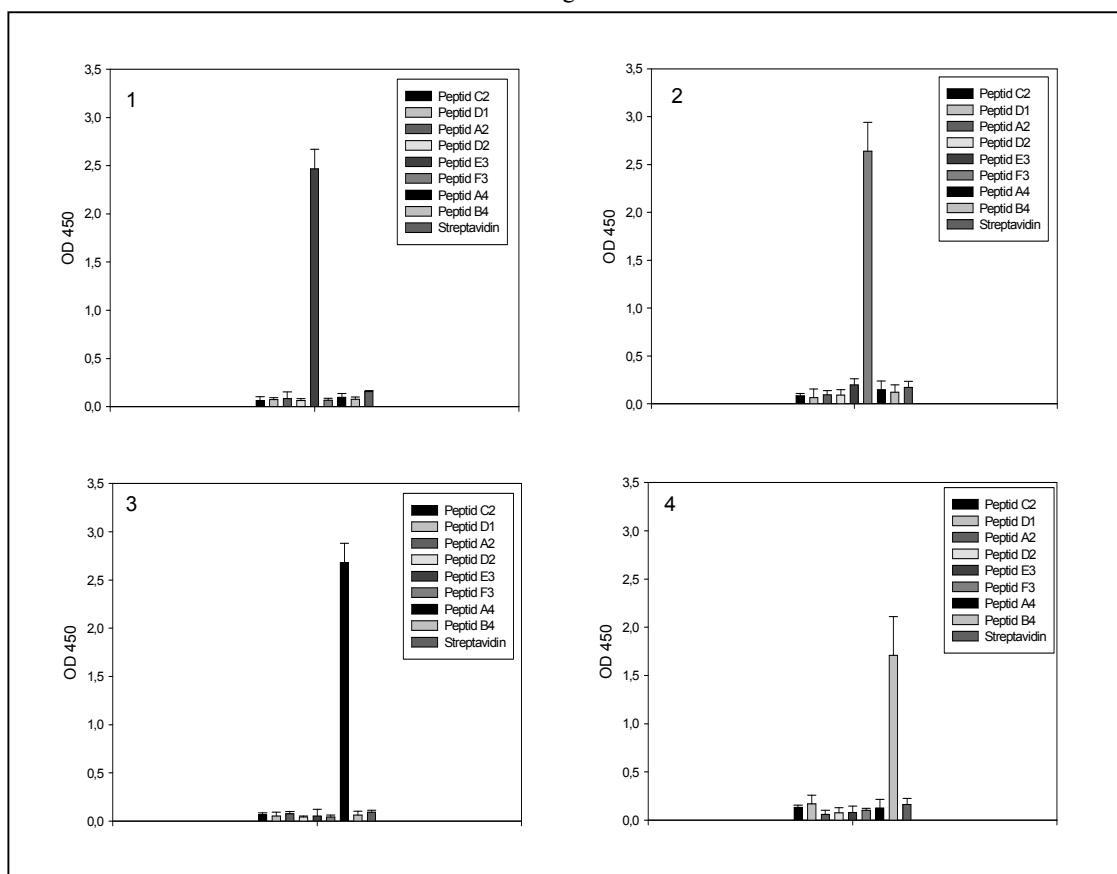 1
3,5
3,0
2,5
2,0
1,5
1,0
0,5
0,0
OD 450
Peptid C2
Peptid D1
Peptid A2
Peptid D2
Peptid E3
Peptid F3
Peptid A4
Peptid B4
Streptavidin
2
3,5
3,0
2,5
2,0
1,5
1,0
0,5
0,0
OD 450
Peptid C2
Peptid D1
Peptid A2
Peptid D2
Peptid E3
Peptid F3
Peptid A4
Peptid B4
Streptavidin
3
3,5
3,0
2,5
2,0
1,5
1,0
0,5
0,0
OD 450
Peptid C2
Peptid D1
Peptid A2
Peptid D2
Peptid E3
Peptid F3
Peptid A4
Peptid B4
Streptavidin
4
3,5
3,0
2,5
2,0
1,5
1,0
0,5
0,0
OD 450
Peptid C2
Peptid D1
Peptid A2
Peptid D2
Peptid E3
Peptid F3
Peptid A4
Peptid B4
Streptavidin